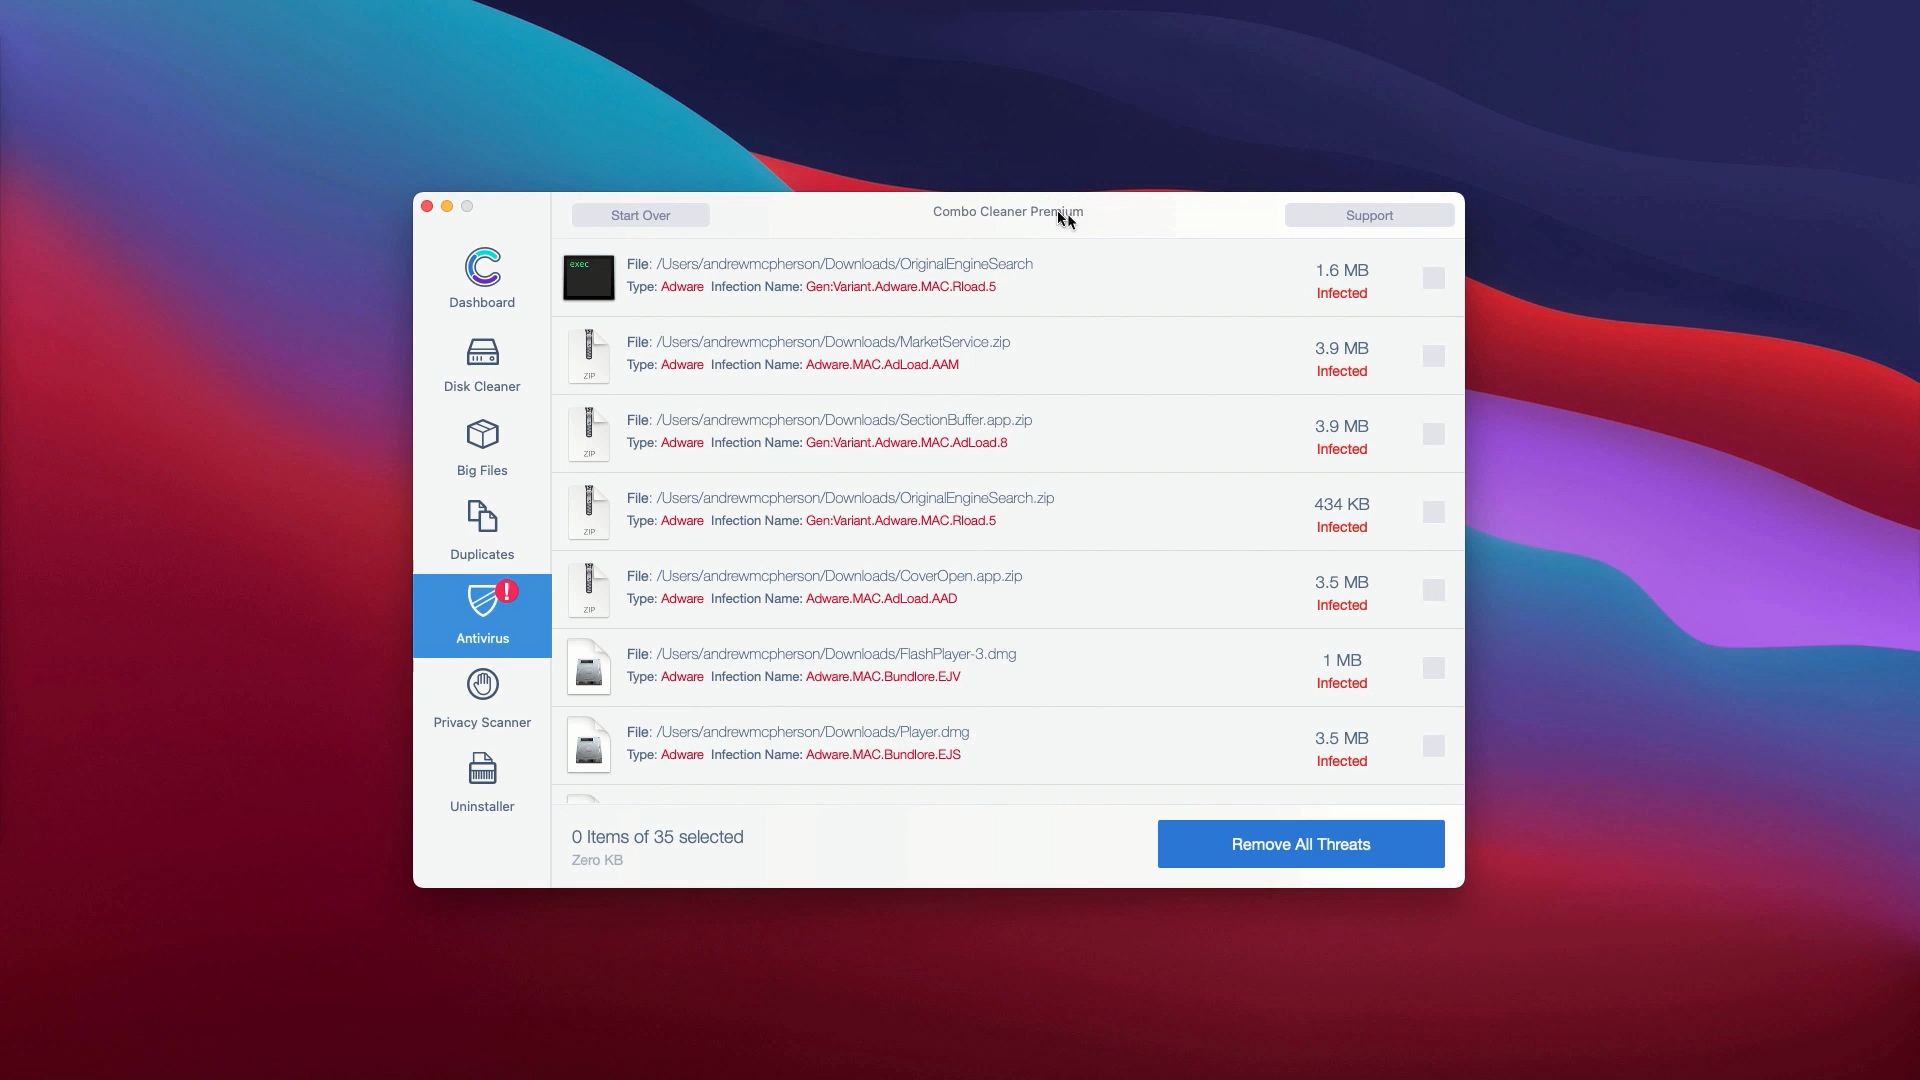 Start Over
Combo Cleaner Premium
Support
Dashboard
Disk Cleaner
Big Files
Duplicates
Antivirus
Privacy Scanner
Uninstaller
exec
File: /Users/andrewmcpherson/Downloads/OriginalEngineSearch
Type: Adware Infection Name: Gen:Variant.Adware.MAC.Rload.5
1.6 MB
Infected
ZIP
File: /Users/andrewmcpherson/Downloads/MarketService.zip
Type: Adware Infection Name: Adware.MAC.AdLoad.AAM
3.9 MB
Infected
ZIP
File: /Users/andrewmcpherson/Downloads/SectionBuffer.app.zip
Type: Adware Infection Name: Gen:Variant.Adware.MAC.AdLoad.8
3.9 MB
Infected
ZIP
File: /Users/andrewmcpherson/Downloads/OriginalEngineSearch.zip
Type: Adware Infection Name: Gen:Variant.Adware.MAC.Rload.5
434 KB
Infected
ZIP
File: /Users/andrewmcpherson/Downloads/CoverOpen.app.zip
Type: Adware Infection Name: Adware.MAC.AdLoad.AAD
3.5 MB
Infected
File: /Users/andrewmcpherson/Downloads/FlashPlayer-3.dmg
Type: Adware Infection Name: Adware.MAC.Bundlore.EJV
1 MB
Infected
File: /Users/andrewmcpherson/Downloads/Player.dmg
Type: Adware Infection Name: Adware.MAC.Bundlore.EJS
3.5 MB
Infected
0 Items of 35 selected
Zero KB
Remove All Threats